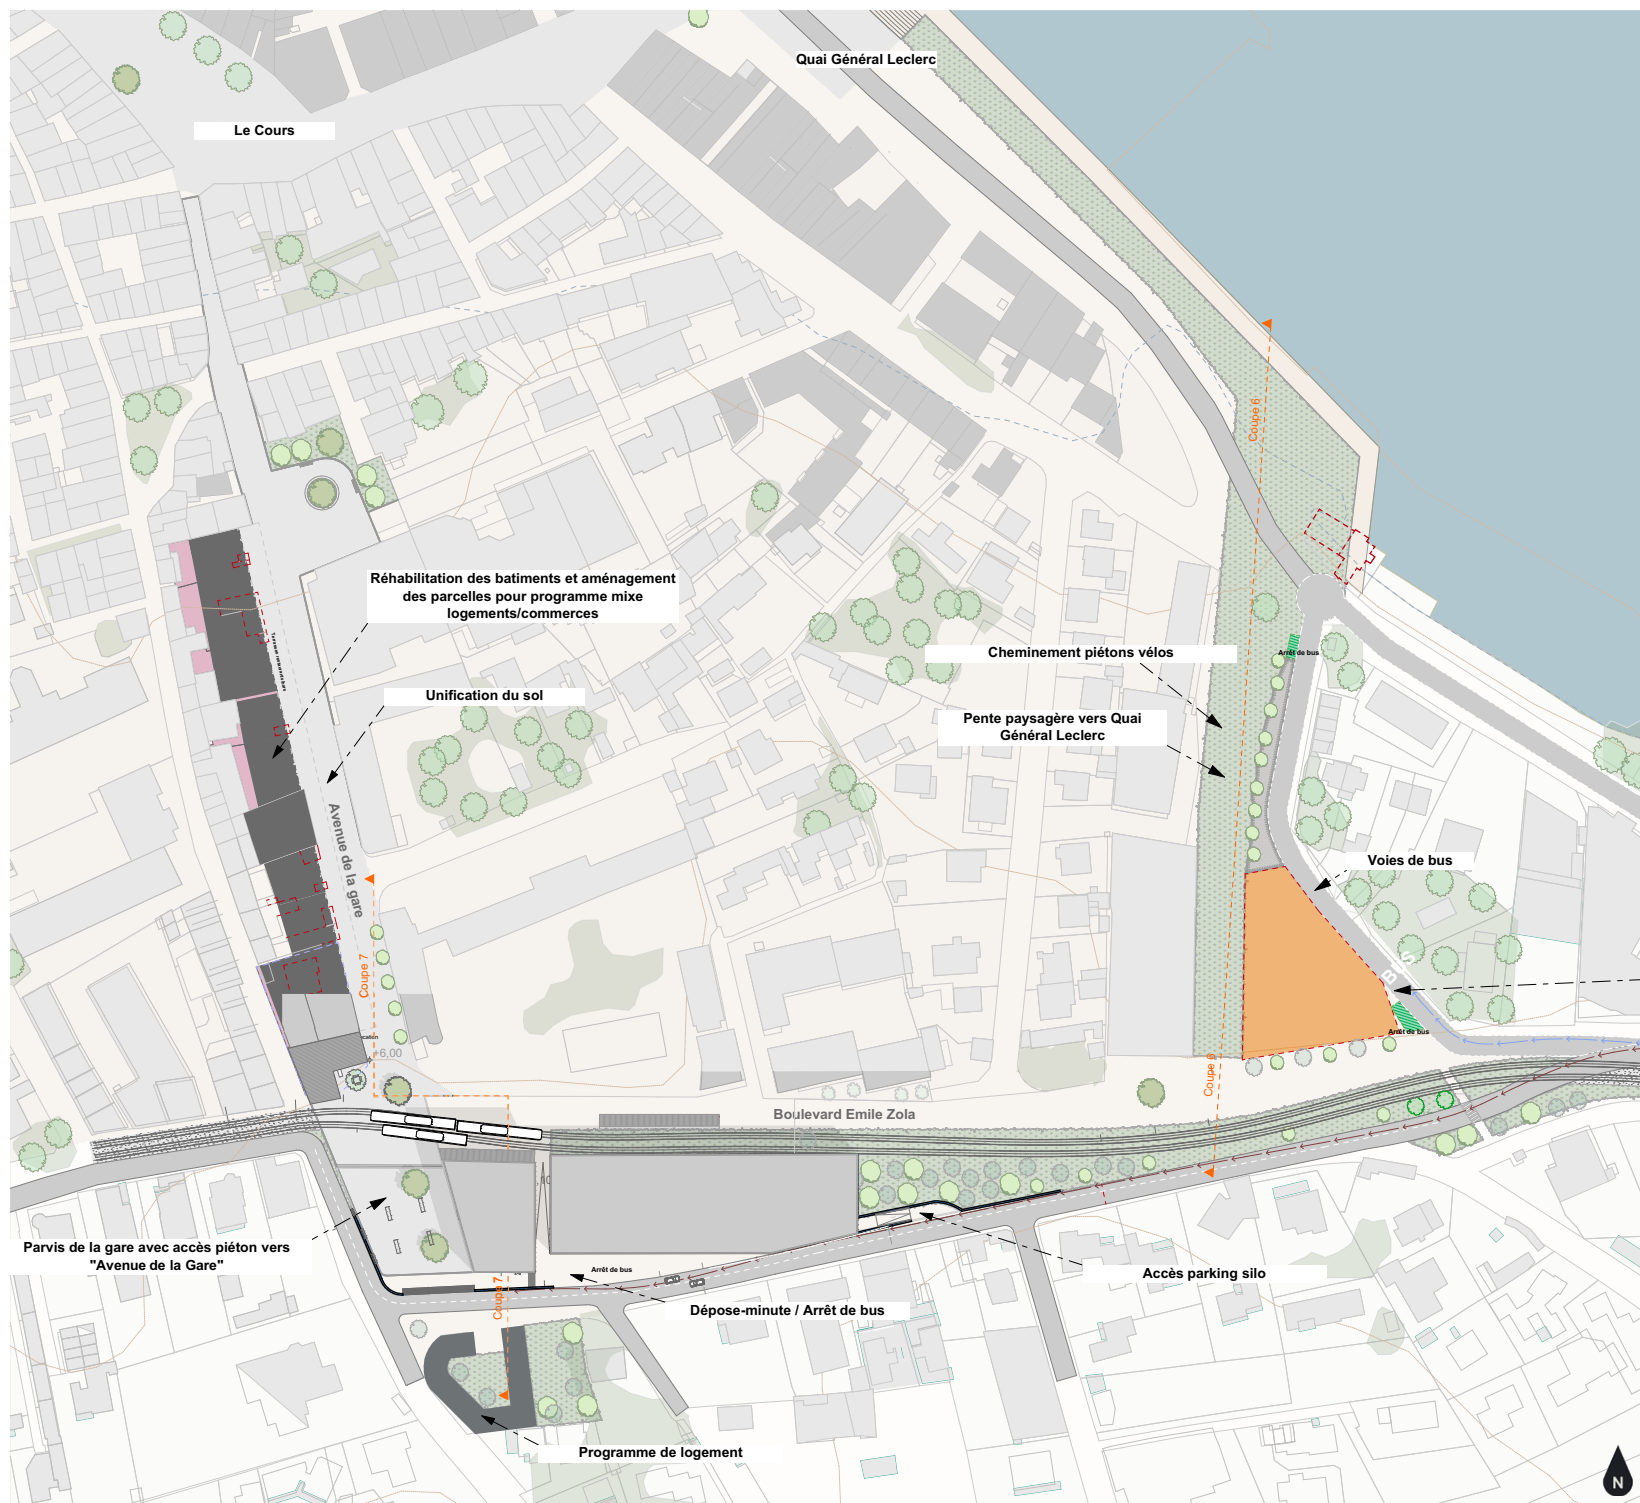 Quai Général Leclerc
Le Cours
Coupe 6
Réhabilitation des batiments et aménagement
des parcelles pour programme mixe
logements/commerces
Cheminement piétons vélos
Arrêt de bus
Unification du sol
Pente paysagère vers Quai
Général Leclerc
Avenue de la gare
Voies de bus
Coupe 7
BUS
Arrêt de bus
+6,00
Coupe 6
Boulevard Emile Zola
Parvis de la gare avec accès piéton vers
"Avenue de la Gare"
Arrêt de bus
Accès parking silo
Coupe 7
Dépose-minute / Arrêt de bus
Programme de logement
N